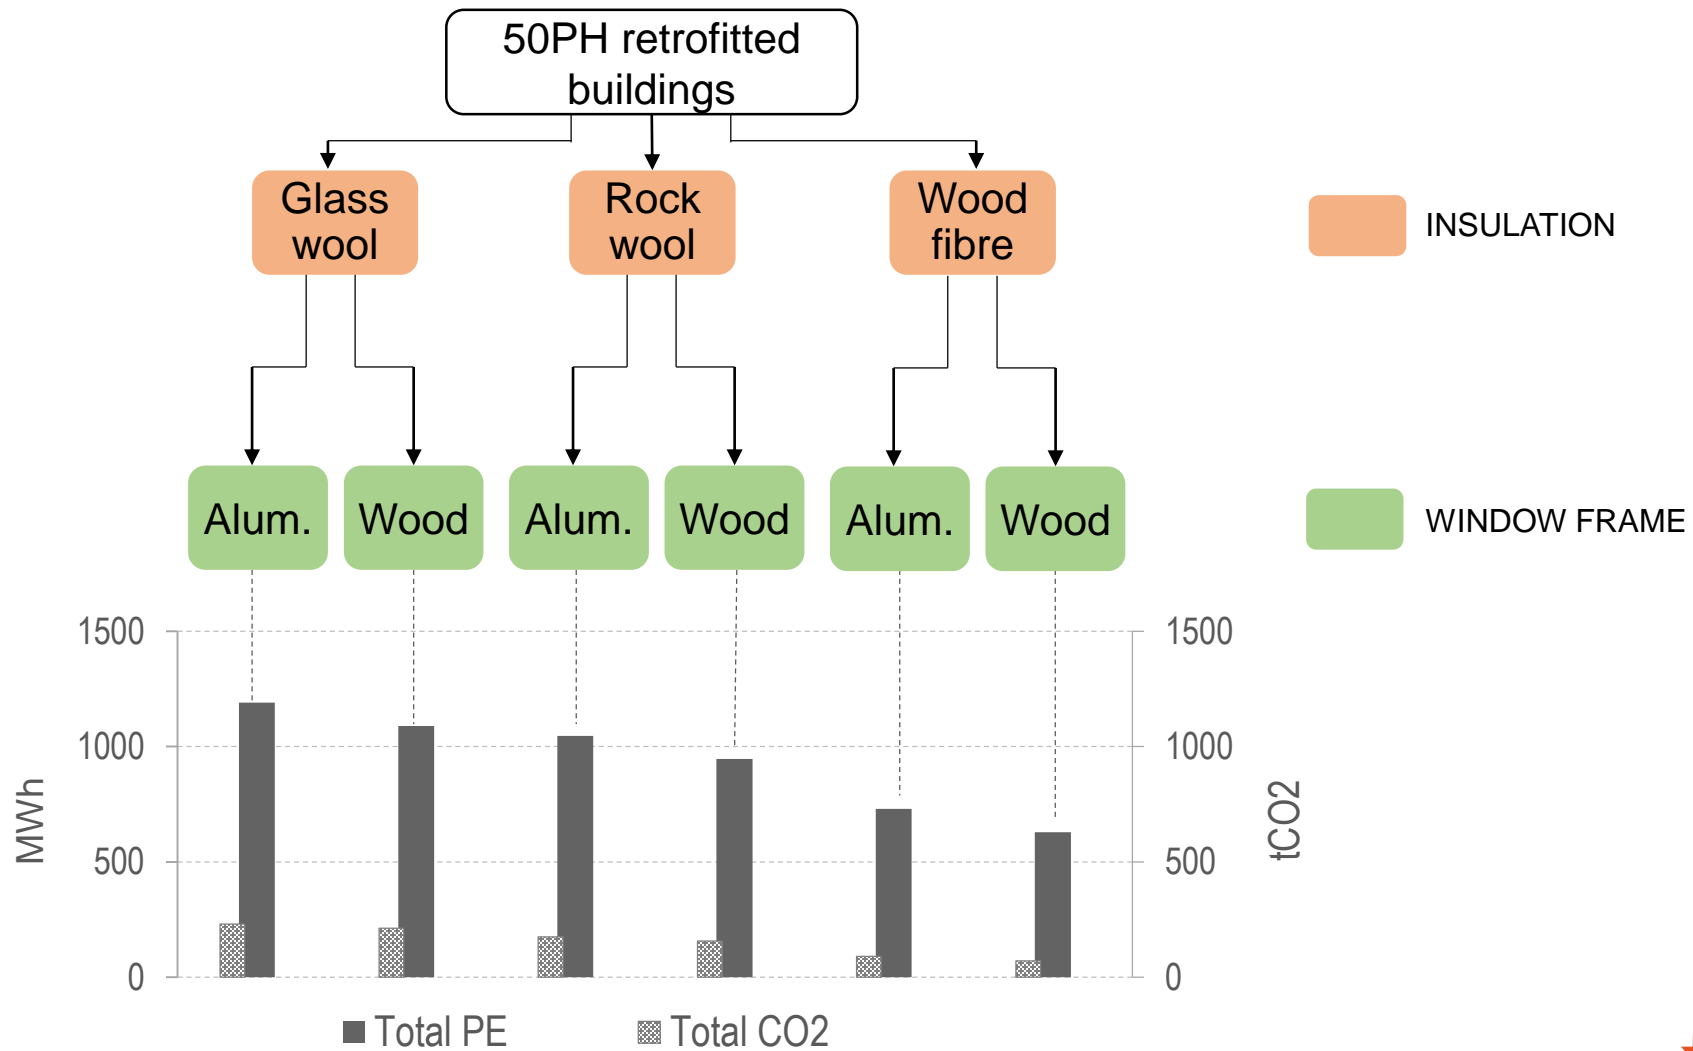 50PH retrofitted
buildings
Glass
wool
Rock
wool
Wood
fibre
INSULATION
Alum.
Wood
Alum.
Wood
Alum.
Wood
WINDOW FRAME
1500
1000
500
0
MWh
1500
1000
500
0
tCO2
Total PE
Total CO2